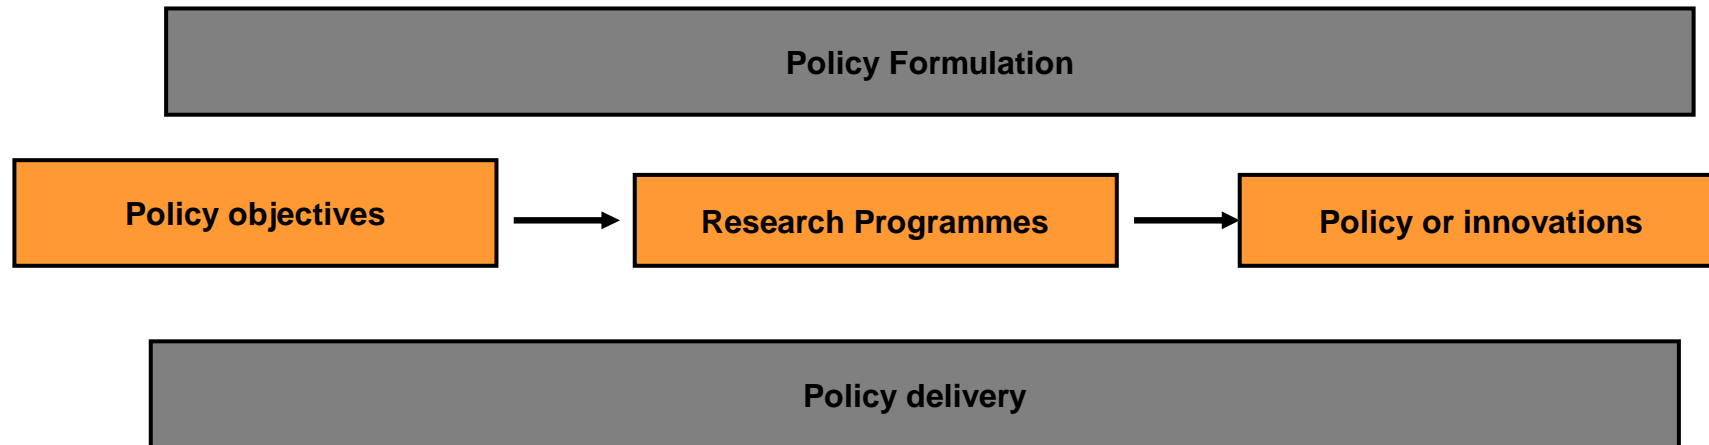 Policy Formulation
Policy objectives
Research Programmes
Policy or innovations
Policy delivery